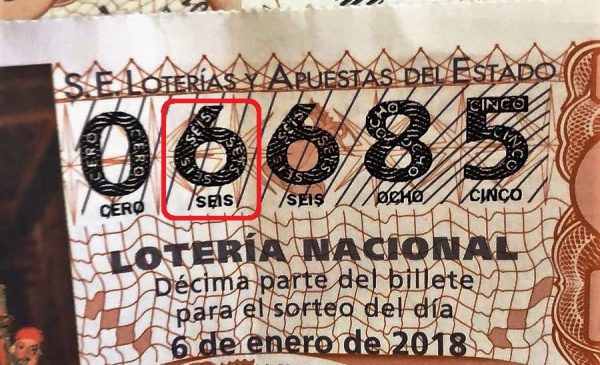 S.E. LOTERÍAS Y APUESTAS DEL ESTADO
06685
CERO SEIS SEIS OCHO CINCO
LOTERÍA NACIONAL
Décima parte del billete
para el sorteo del día
6 de enero de 2018